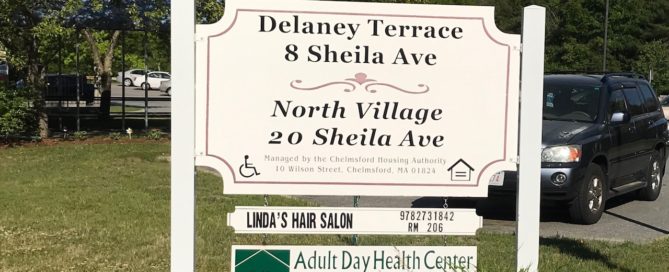 Delaney Terrace
8 Sheila Ave
North Village
20 Sheila Ave
Managed by the Chelmsford Housing Authority
10 Wilson Street, Chelmsford, MA 01824
LINDA'S HAIR SALON
9782731842
RM 206
Adult Day Health Center